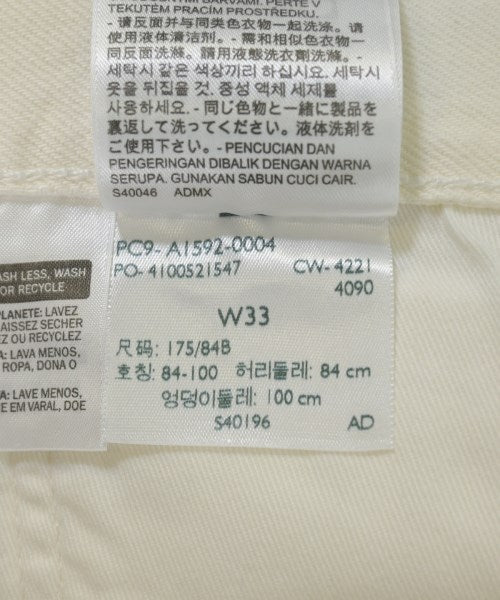 TEKUTÉM PRACÍM PROSTŘEDKU.
- 请反面并与同类色衣物一起洗涤。请
使用液体清洁剂。- 需和相似色衣物一
同反面洗滌。請用液態洗衣劑洗滌。-
세탁시 같은 색상끼리 하십시요. 세탁시
옷을 뒤집을 것. 중성 액체 세제를
사용하세요. - 同じ色物と一緒に製品を
裏返して洗ってください。液体洗剤を
ご使用下さい。- PENCUCIAN DAN
PENGERINGAN DIBALIK DENGAN WARNA
SERUPA. GUNAKAN SABUN CUCI CAIR.
S40046 ADMX
PC9- A1592-0004
PO- 4100521547 CW- 4221
4090
W33
尺码: 175/84B
호칭: 84-100 허리둘레: 84 cm
엉덩이둘레: 100 cm
S40196 AD
WASH LESS, WASH
OR RECYCLE
PLANETE: LAVEZ
LAISSEZ SECHER
Z OU RECYCLEZ
A: LAVA MENOS,
ROPA, DONA O
A: LAVE MENOS,
E EM VARAL, DOE